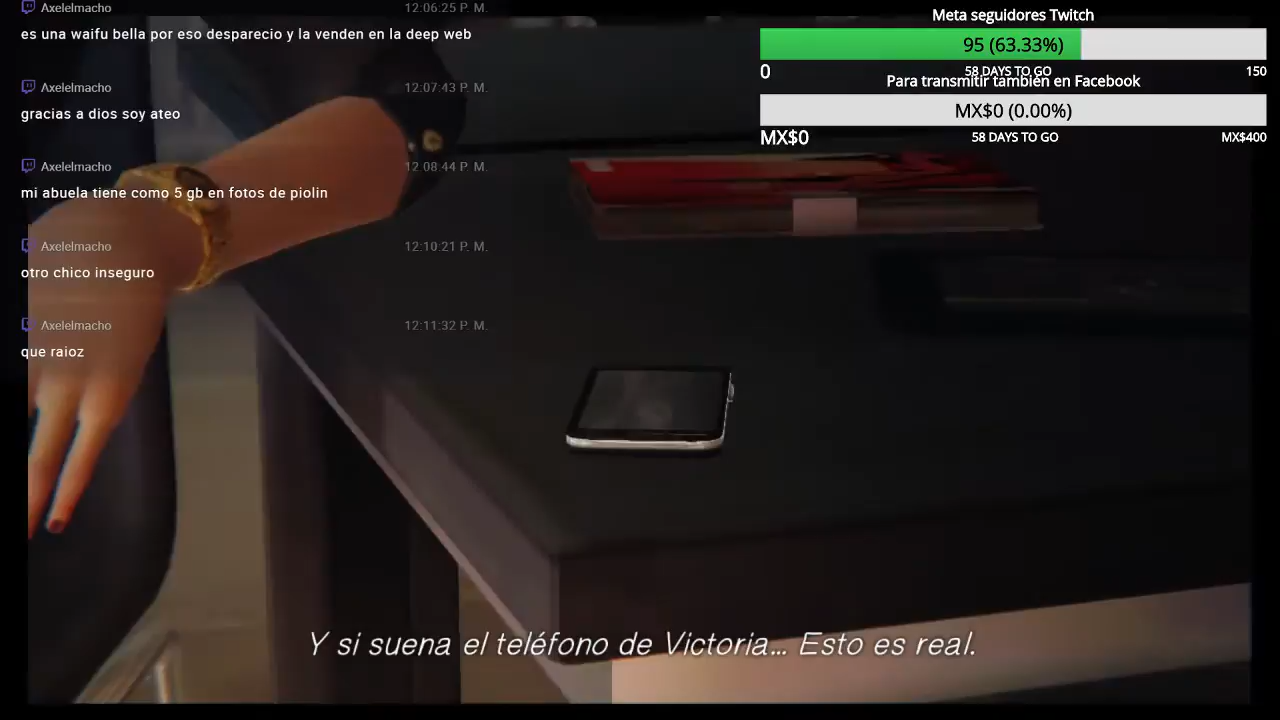 Axelelmacho 12:06:25 P. M.
es una waifu bella por eso desparecio y la venden en la deep web
Axelelmacho 12:07:43 P. M.
gracias a dios soy ateo
Axelelmacho 12:08:44 P. M.
mi abuela tiene como 5 gb en fotos de piolin
Axelelmacho 12:10:21 P. M.
otro chico inseguro
Axelelmacho 12:11:32 P. M.
que raioz
Meta seguidores Twitch
95 (63.33%)
0 58 DAYS TO GO 150
Para transmitir también en Facebook
MX$0 (0.00%)
MX$0 58 DAYS TO GO MX$400
Y si suena el teléfono de Victoria... Esto es real.